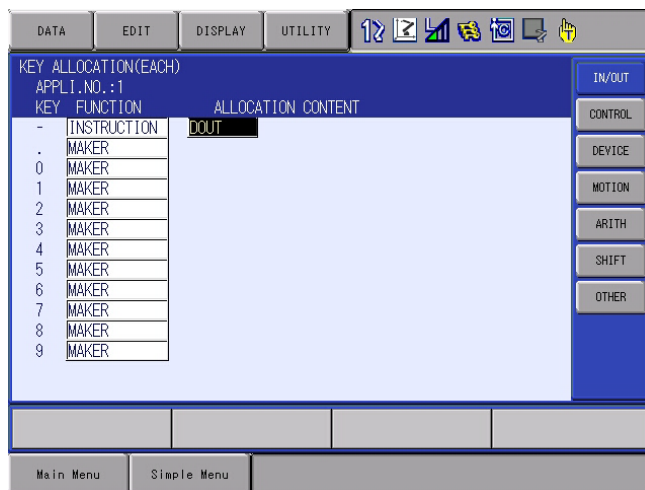 DATA EDIT DISPLAY UTILITY
KEY ALLOCATION(EACH)
APPLI.NO.:1
KEY FUNCTION ALLOCATION CONTENT
- INSTRUCTION DOUT
. MAKER
0 MAKER
1 MAKER
2 MAKER
3 MAKER
4 MAKER
5 MAKER
6 MAKER
7 MAKER
8 MAKER
9 MAKER
IN/OUT
CONTROL
DEVICE
MOTION
ARITH
SHIFT
OTHER
Main Menu Simple Menu